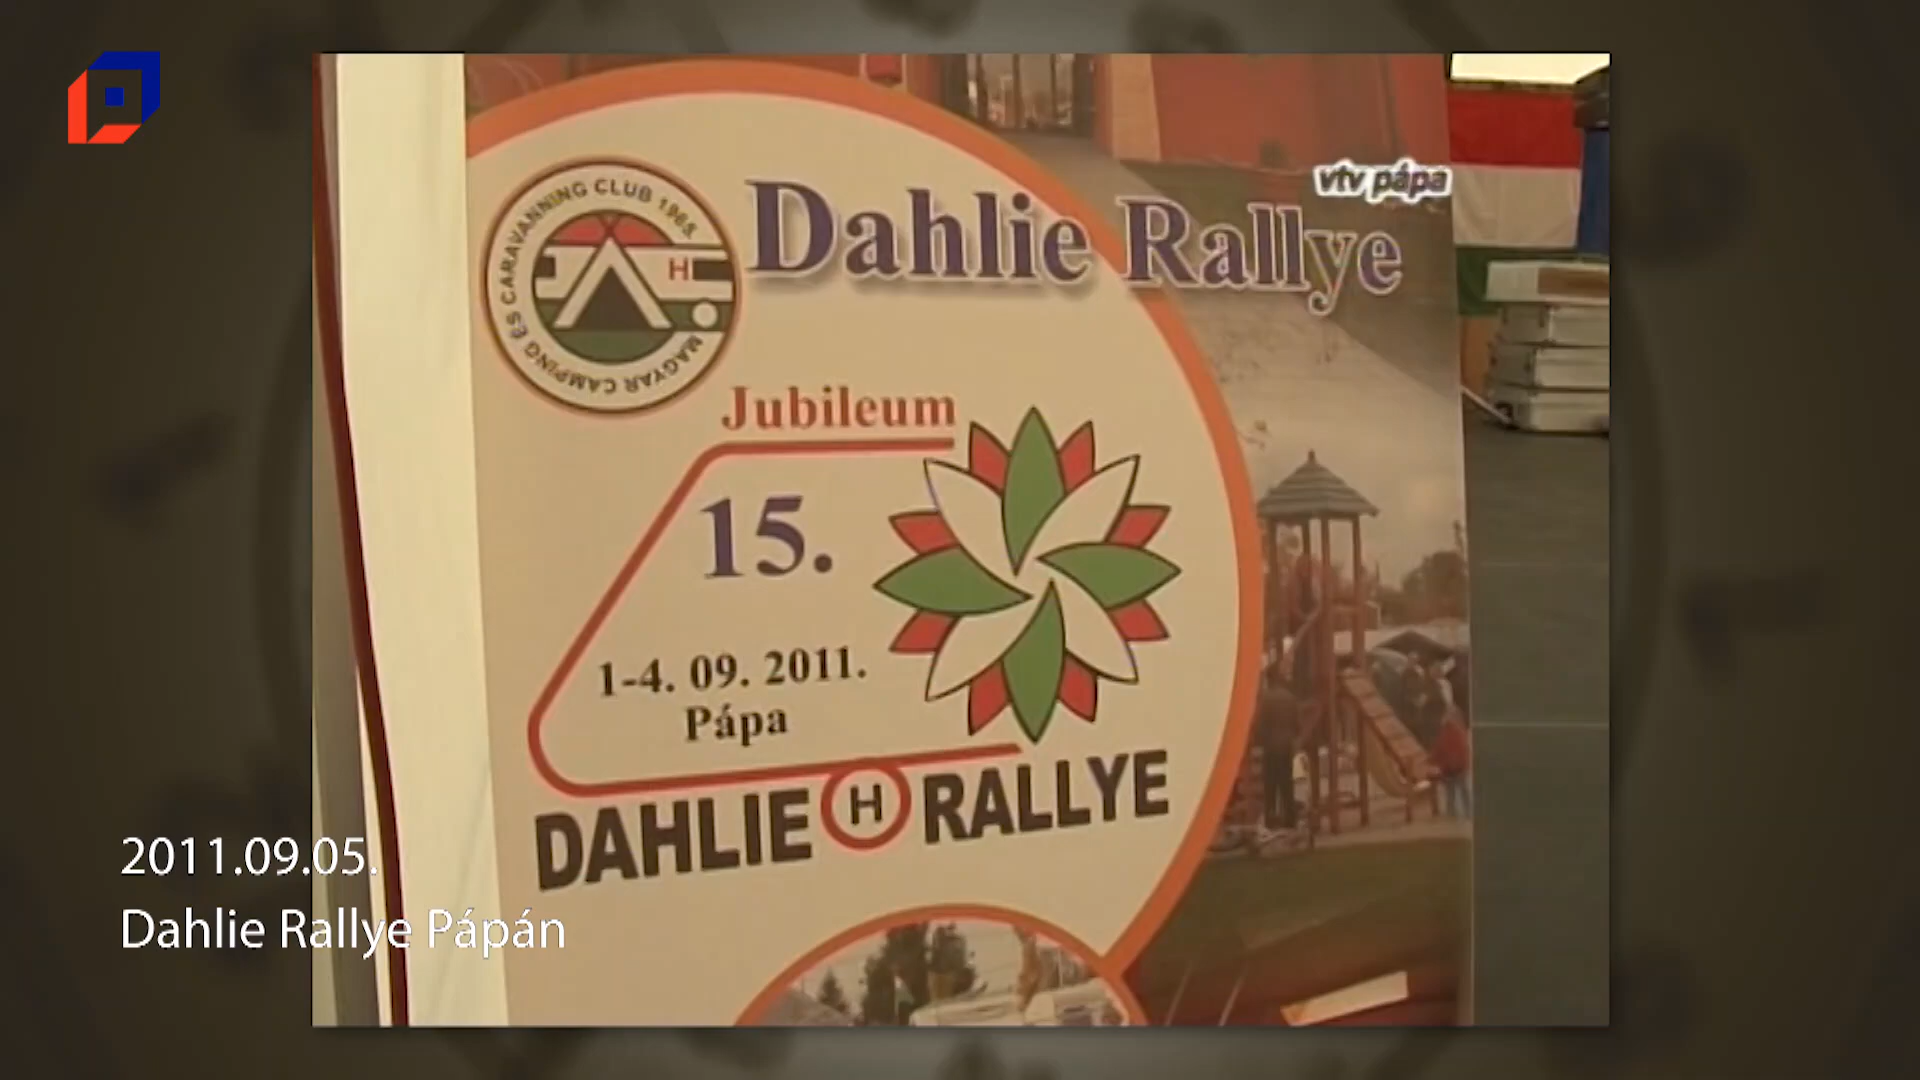 vtv pápa
Dahlie Rallye
MAGYAR CAMPING ÉS CARAVANNING CLUB 1988.
H
Jubileum
15.
1-4. 09. 2011.
Pápa
DAHLIE H RALLYE
2011.09.05.
Dahlie Rallye Pápán